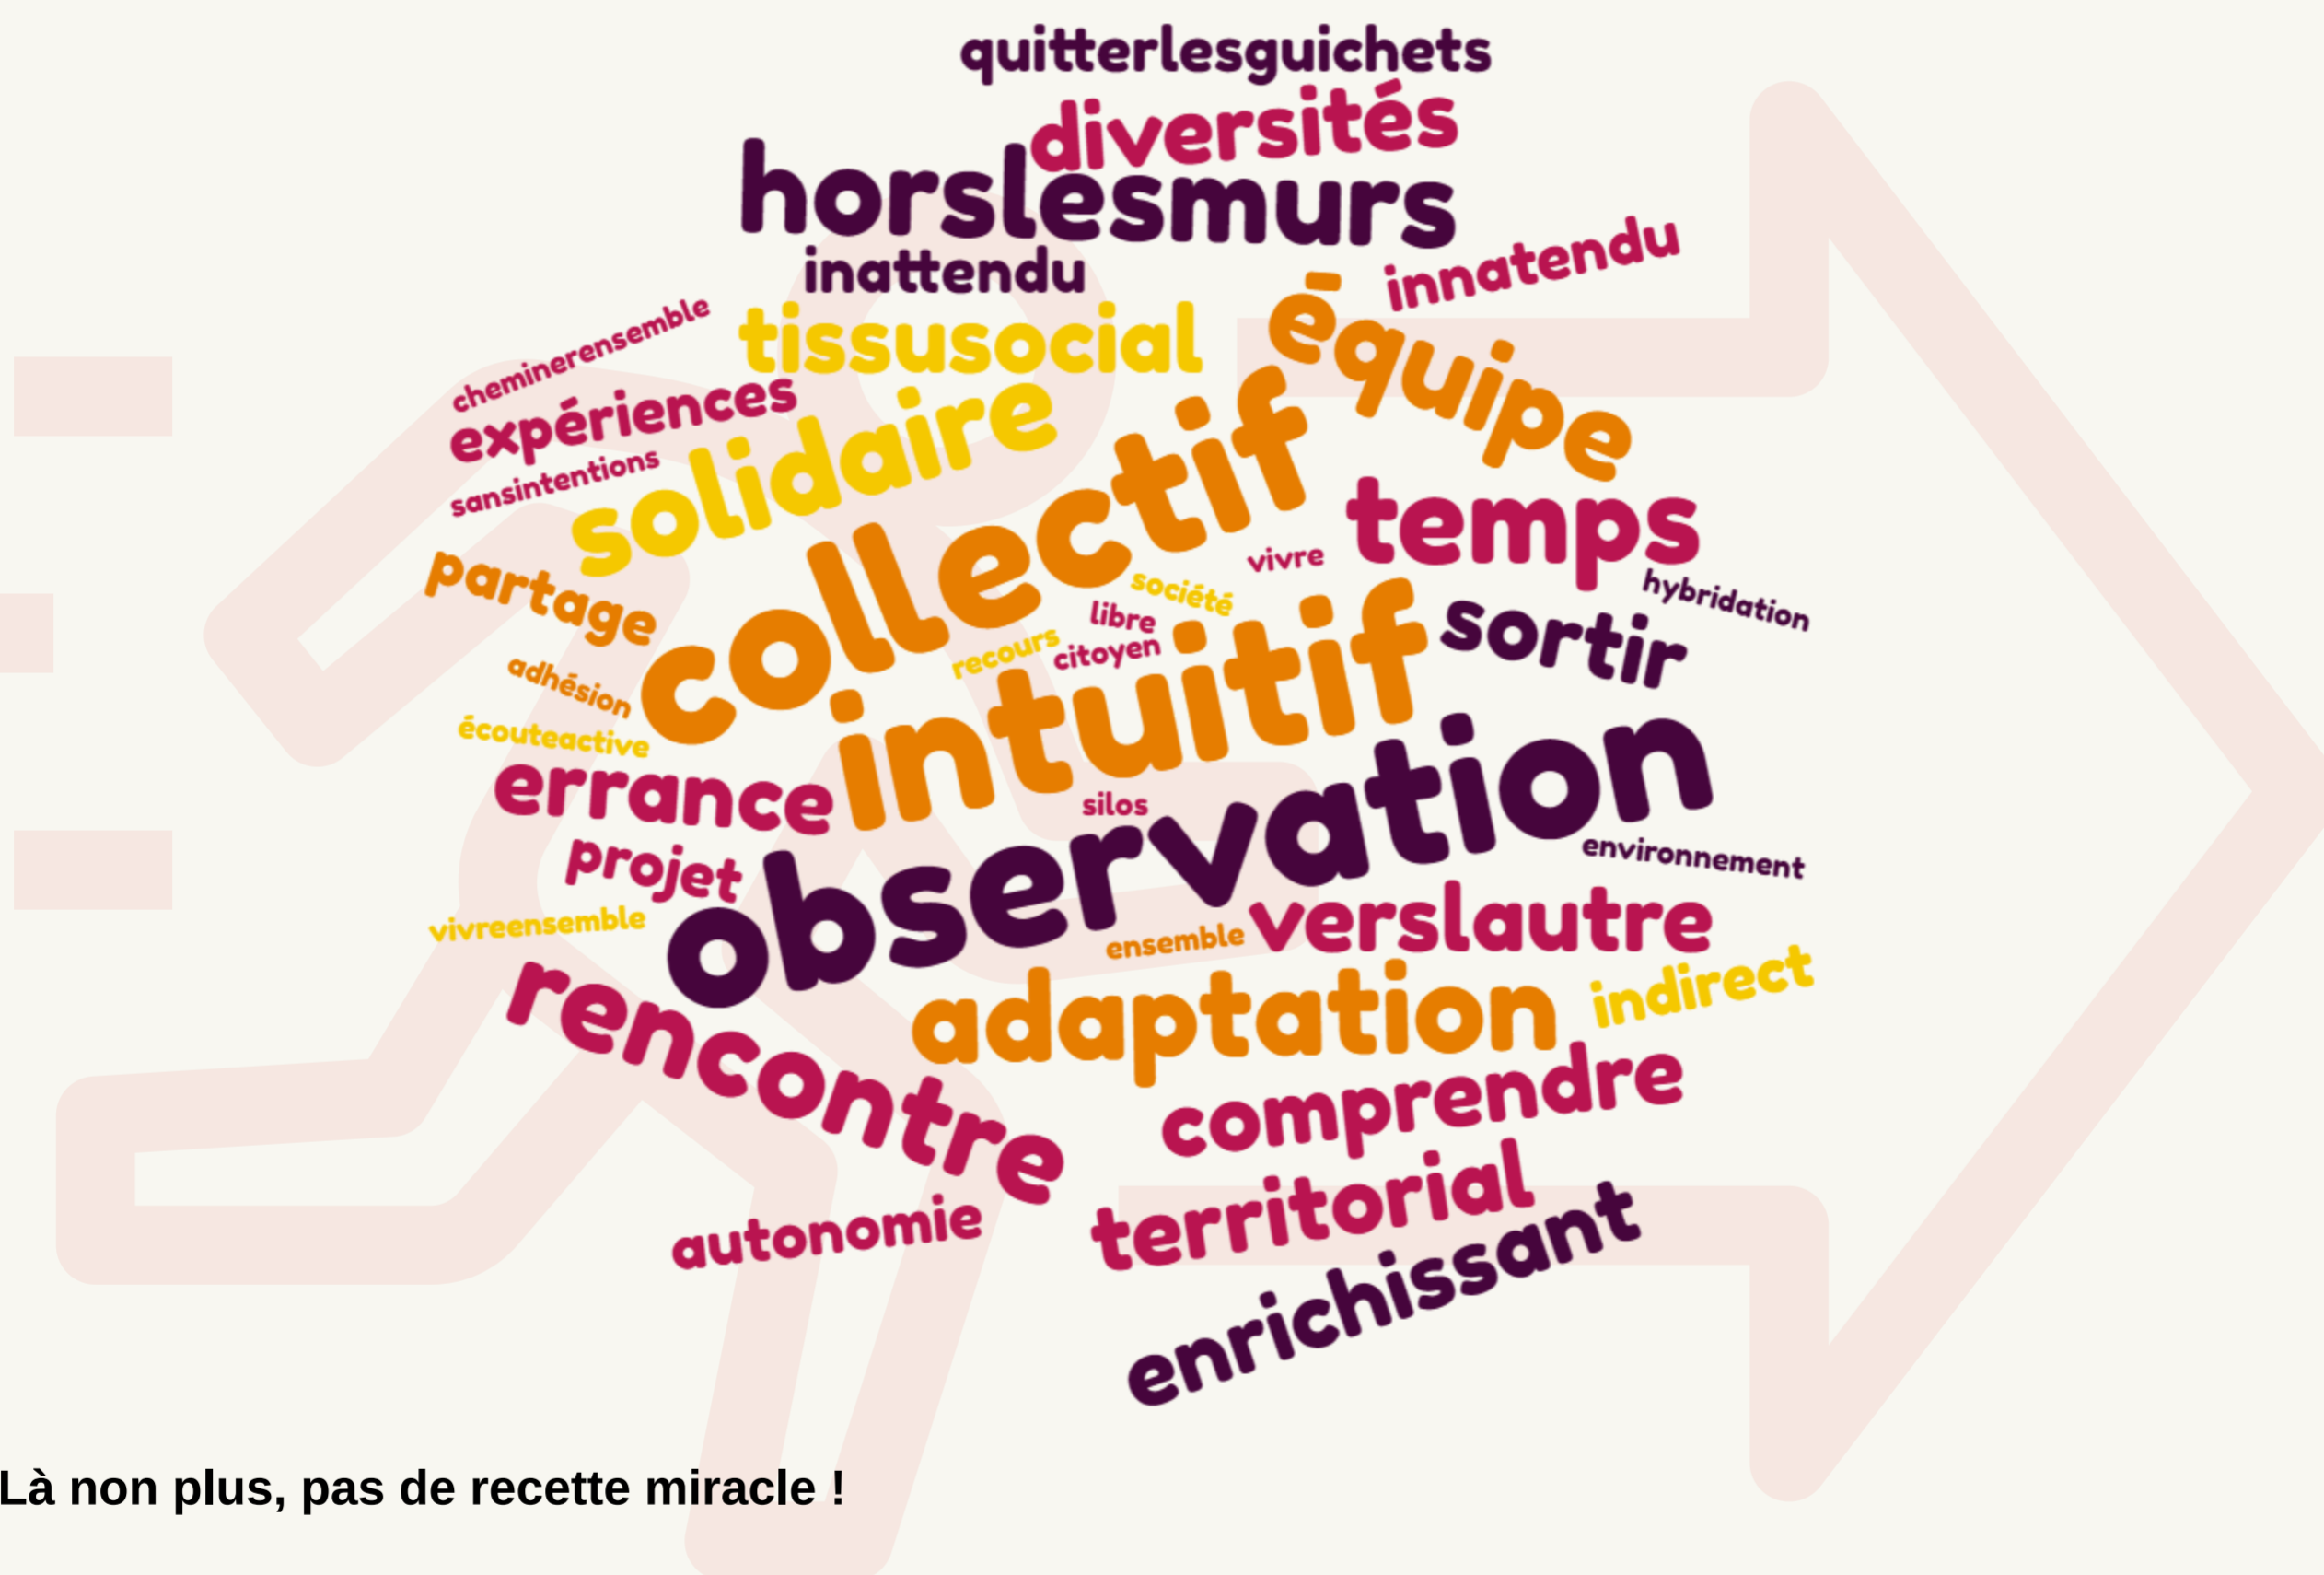 quitterlesguichets
diversités
horslesmurs
innatendu
inattendu
équipe
tissusocial
cheminerensemble
expériences
solidaire
sansintentions
collectif
temps
vivre
hybridation
société
partage
libre
sortir
citoyen
recours
adhésion
intuitif
écouteactive
errance
silos
observation
projet
environnement
vivreensemble
verslautre
ensemble
indirect
rencontre
adaptation
comprendre
territorial
autonomie
enrichissant
Là non plus, pas de recette miracle !